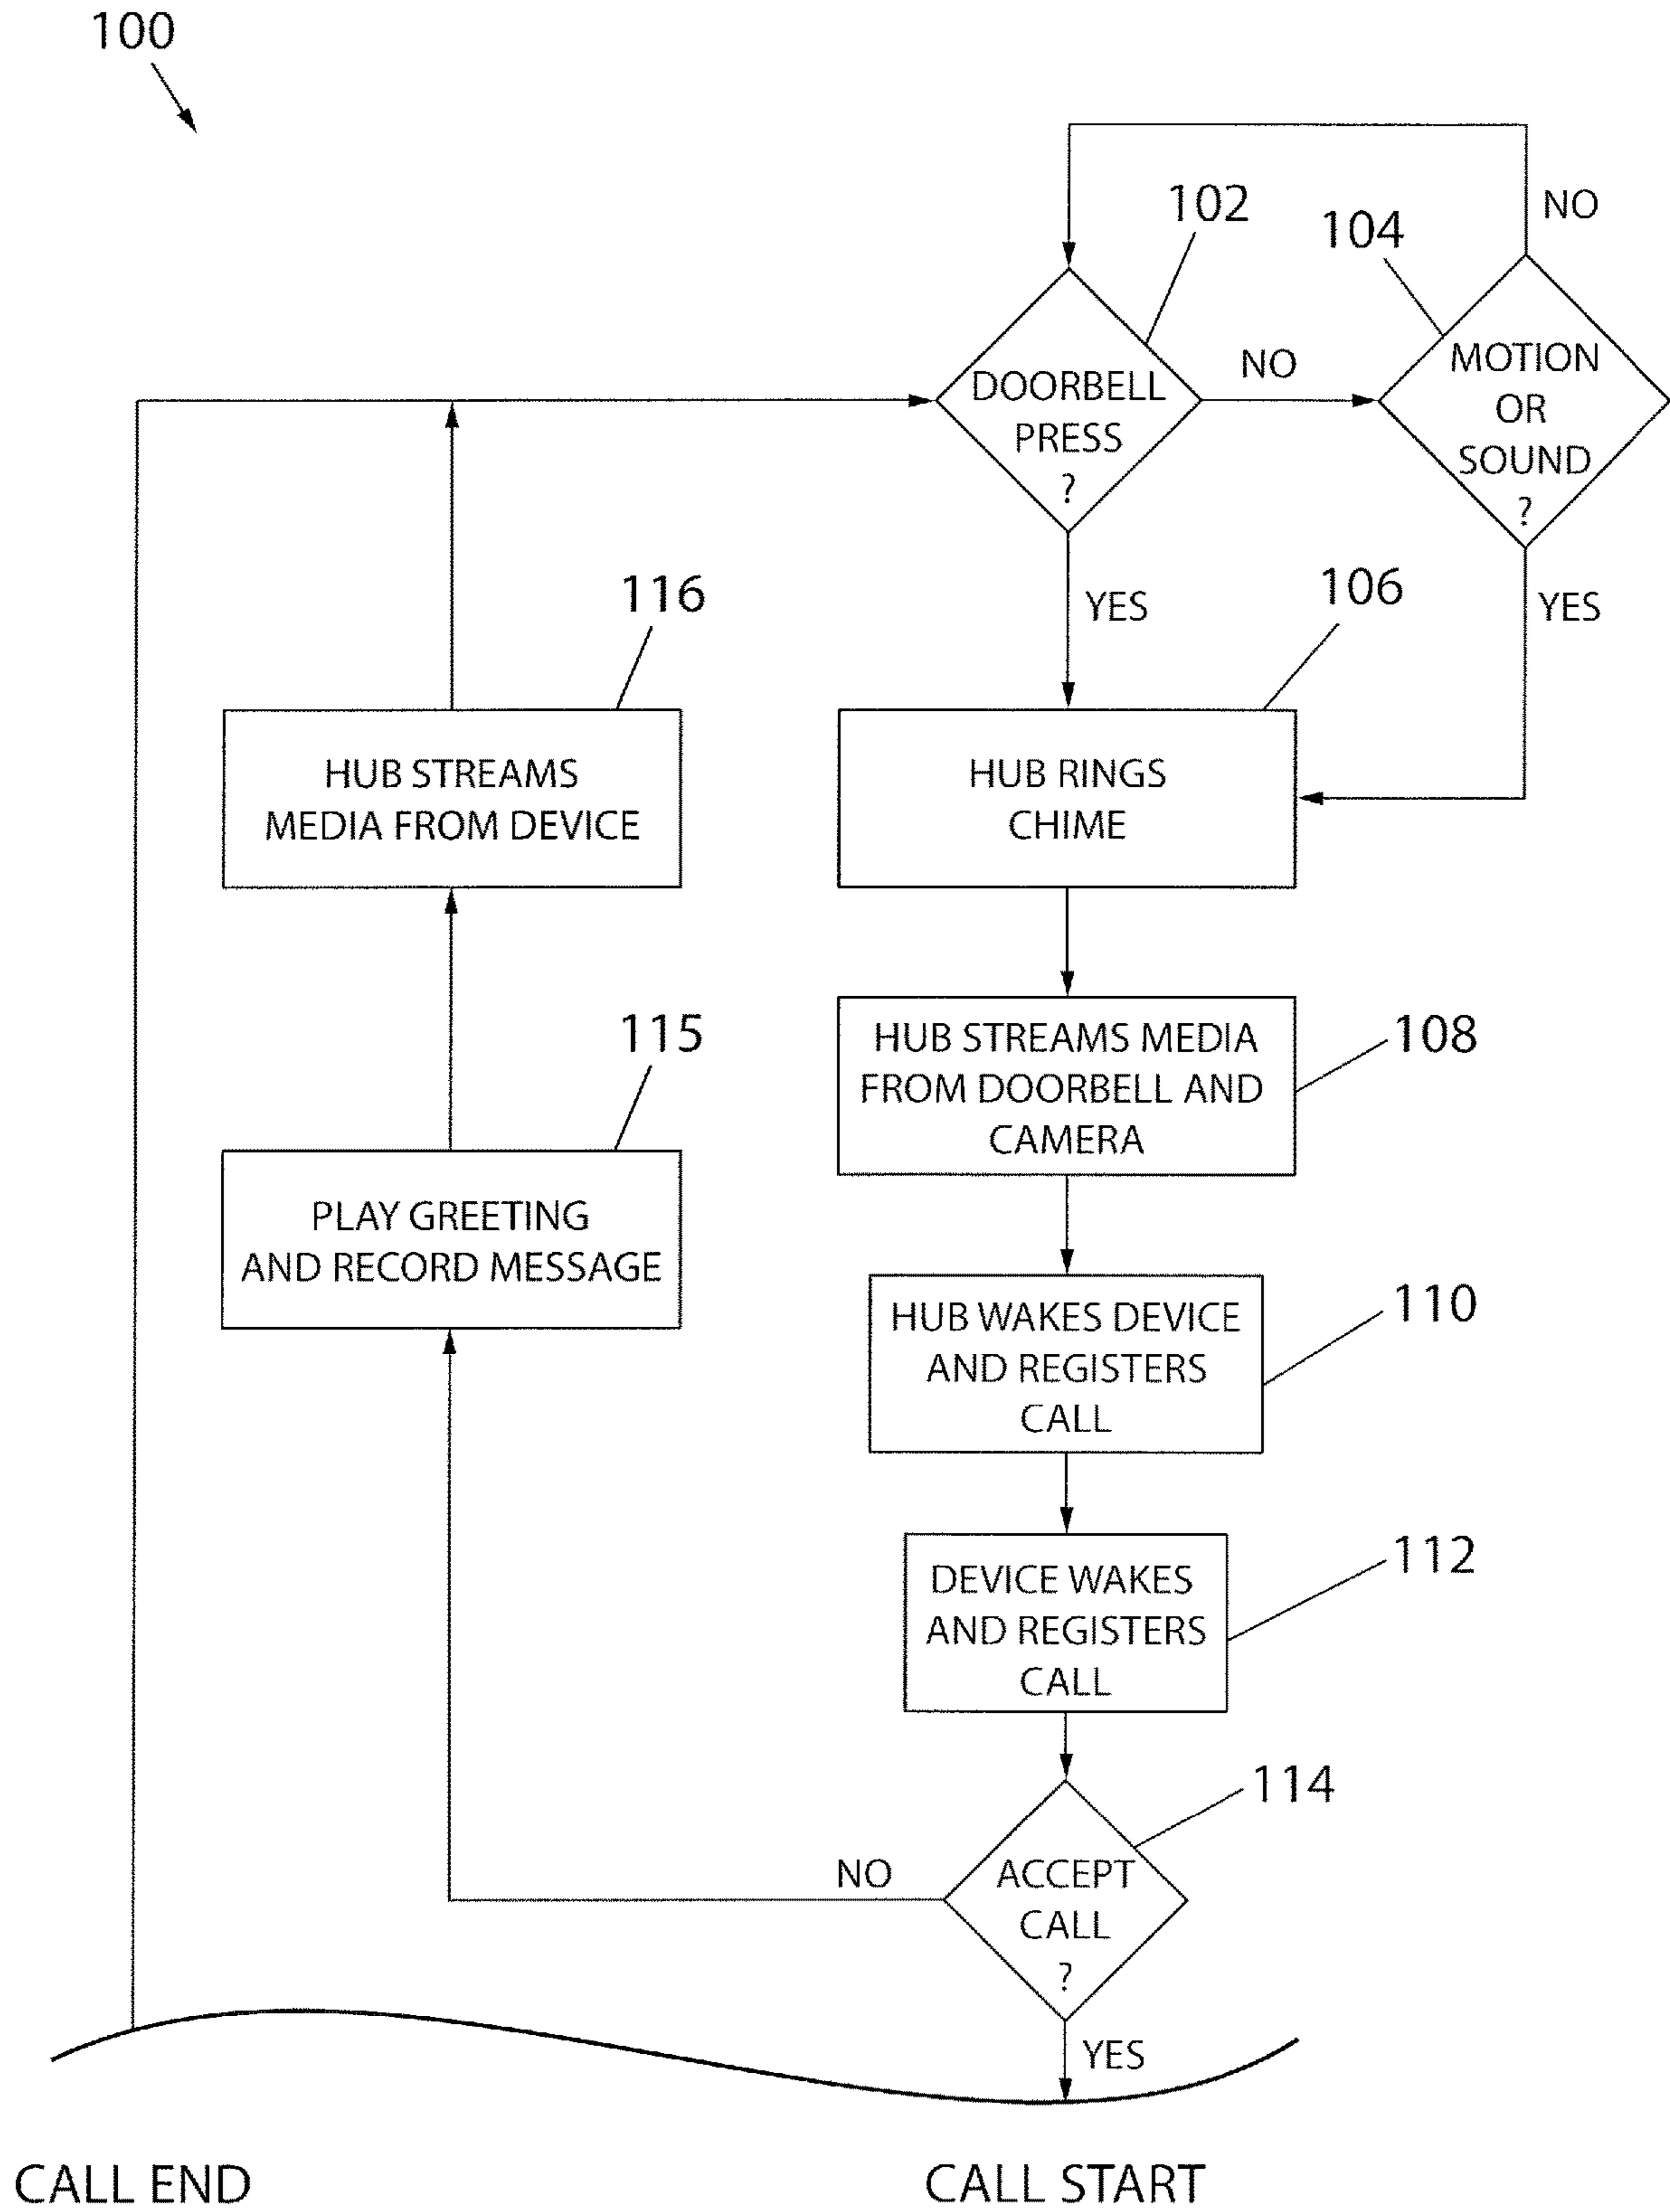 100
NO
102
104
DOORBELL
PRESS
?
NO
MOTION
OR
SOUND
?
YES
YES
106
116
HUB STREAMS
MEDIA FROM DEVICE
HUB RINGS
CHIME
115
PLAY GREETING
AND RECORD MESSAGE
HUB STREAMS MEDIA
FROM DOORBELL AND
CAMERA
108
HUB WAKES DEVICE
AND REGISTERS
CALL
110
DEVICE WAKES
AND REGISTERS
CALL
112
114
NO
ACCEPT
CALL
?
YES
CALL END
CALL START